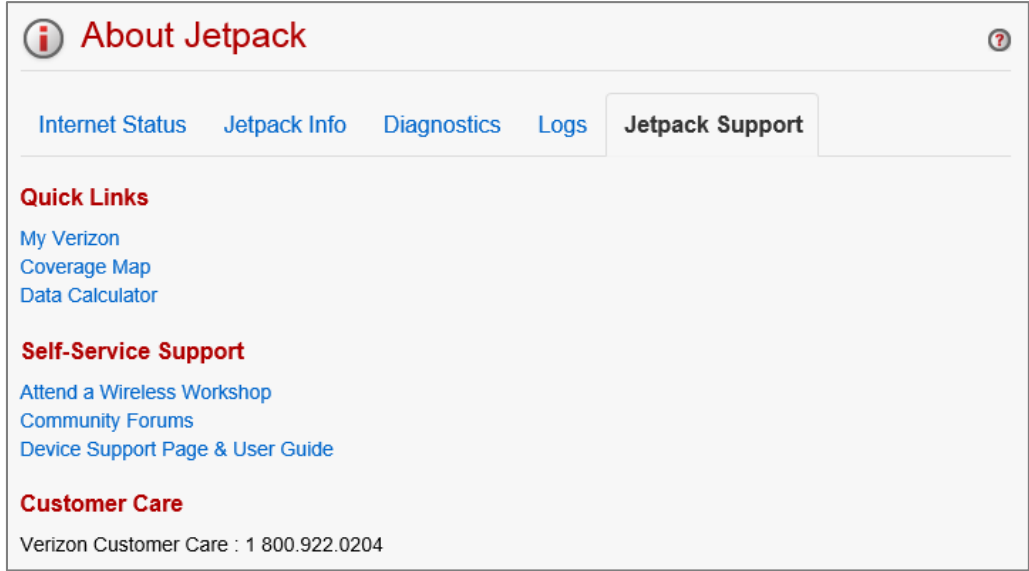 About Jetpack
Internet Status Jetpack Info Diagnostics Logs Jetpack Support
Quick Links
My Verizon
Coverage Map
Data Calculator
Self-Service Support
Attend a Wireless Workshop
Community Forums
Device Support Page & User Guide
Customer Care
Verizon Customer Care : 1 800.922.0204